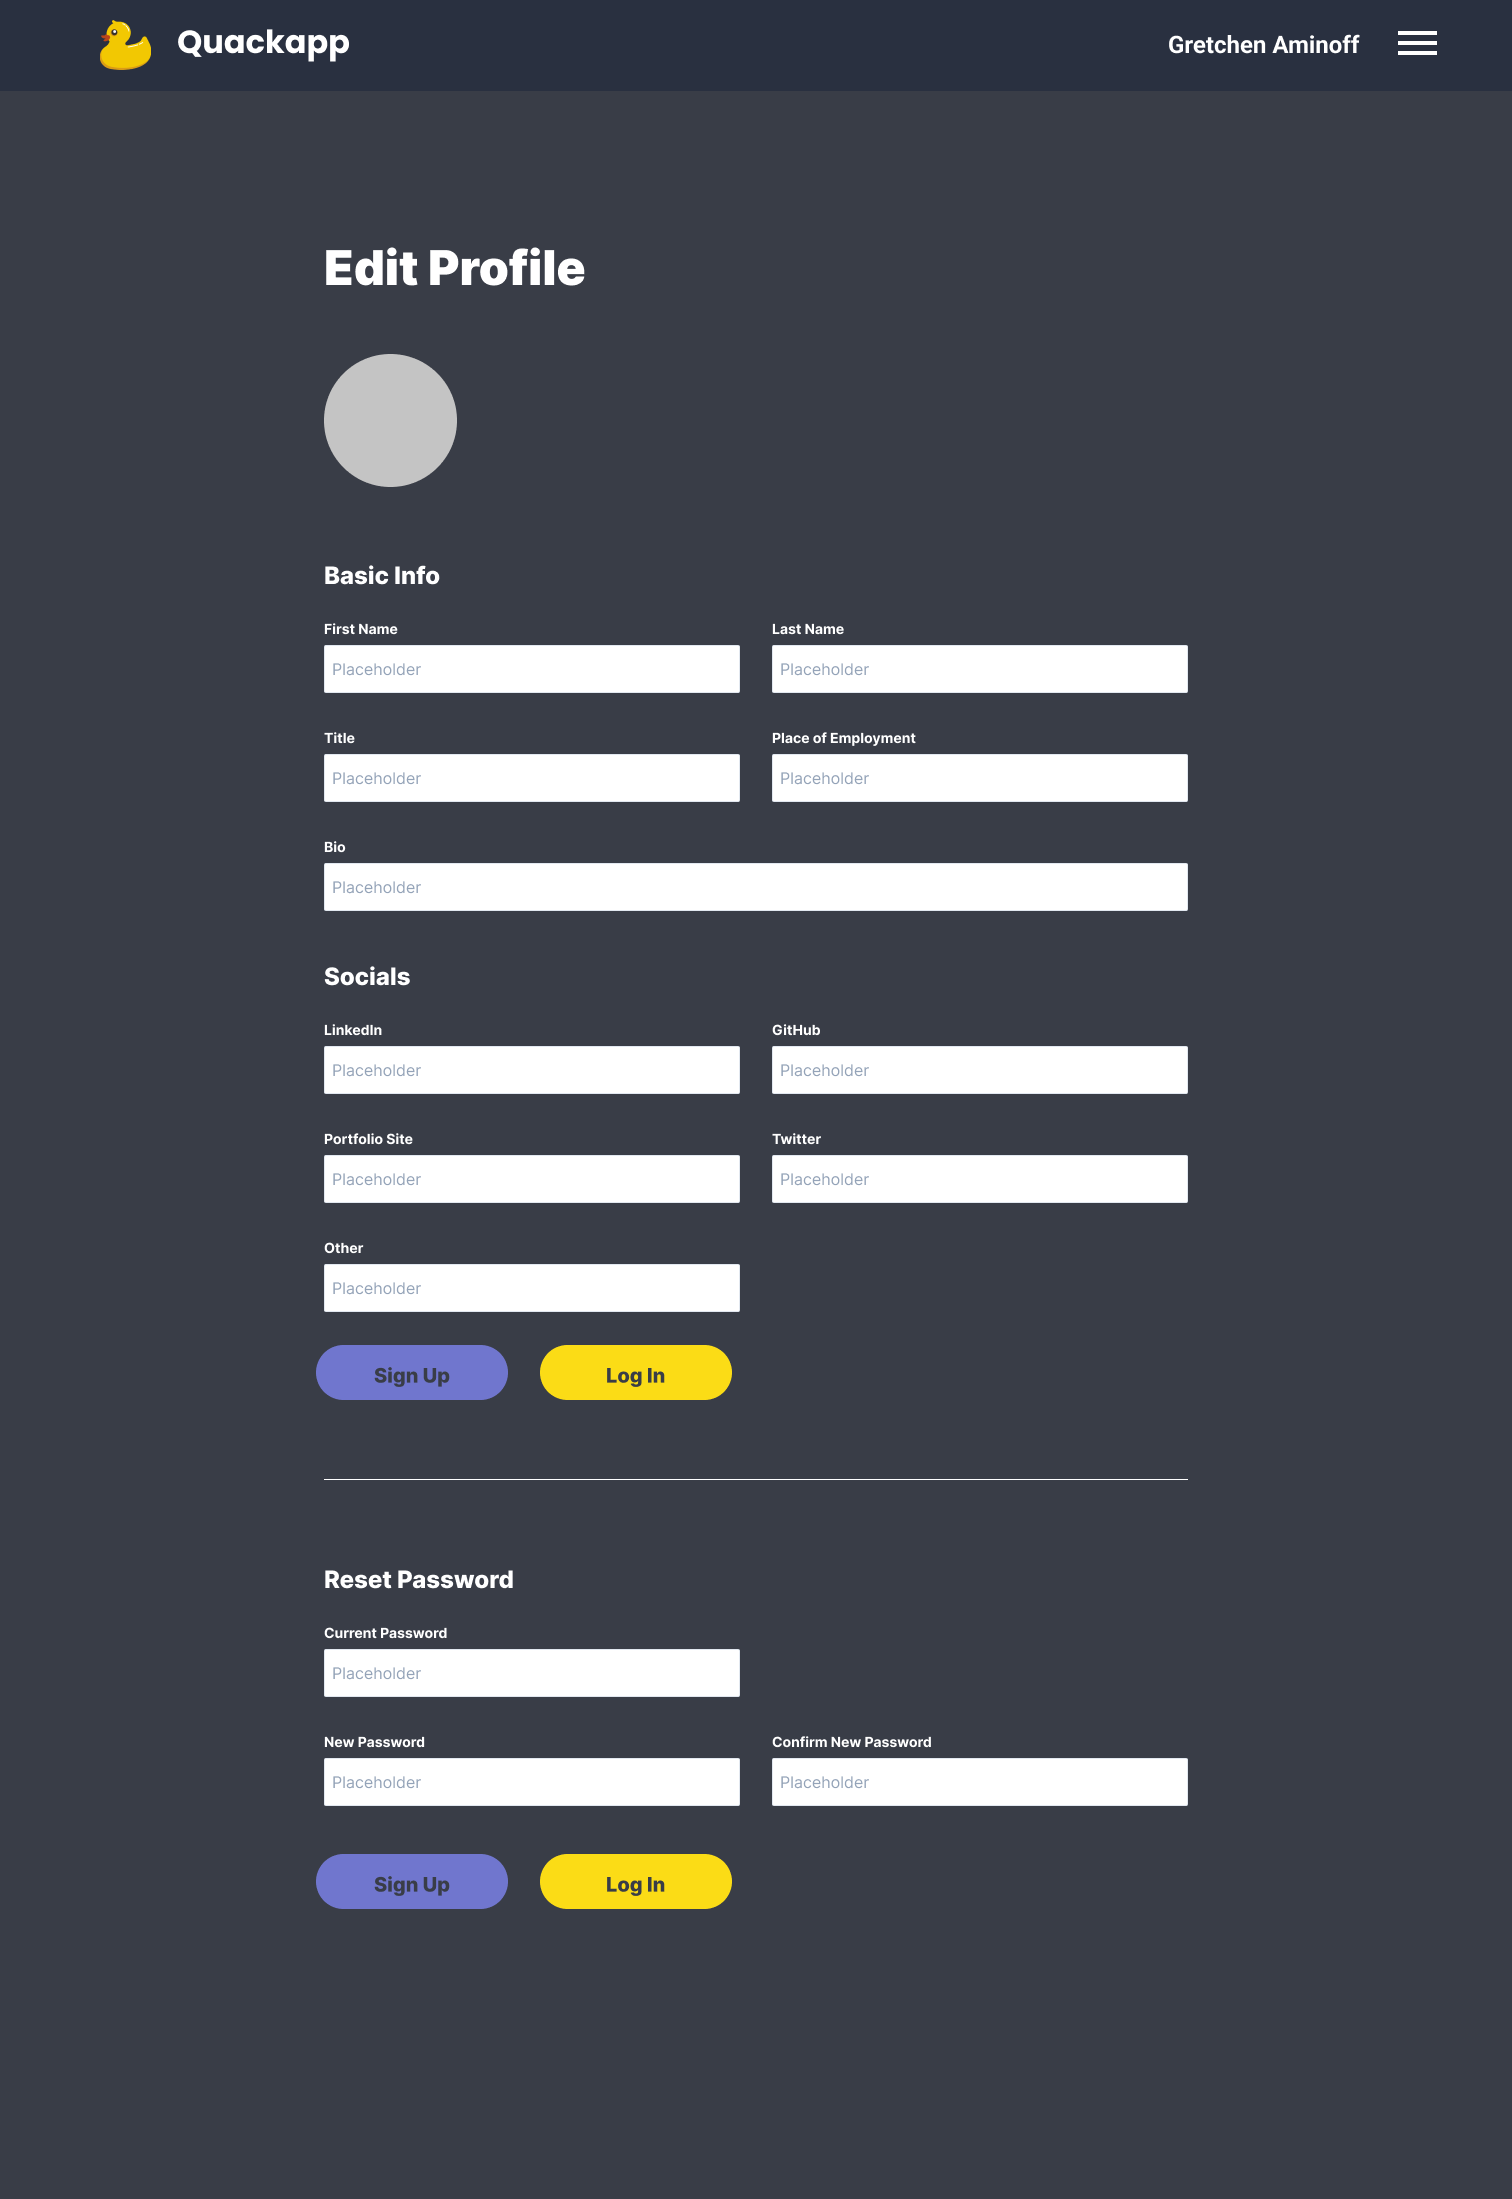 Quackapp
Gretchen Aminoff
Edit Profile
Basic Info
First Name
Last Name
Placeholder
Placeholder
Title
Place of Employment
Placeholder
Placeholder
Bio
Placeholder
Socials
LinkedIn
GitHub
Placeholder
Placeholder
Portfolio Site
Twitter
Placeholder
Placeholder
Other
Placeholder
Sign Up
Log In
Reset Password
Current Password
Placeholder
New Password
Confirm New Password
Placeholder
Placeholder
Sign Up
Log In